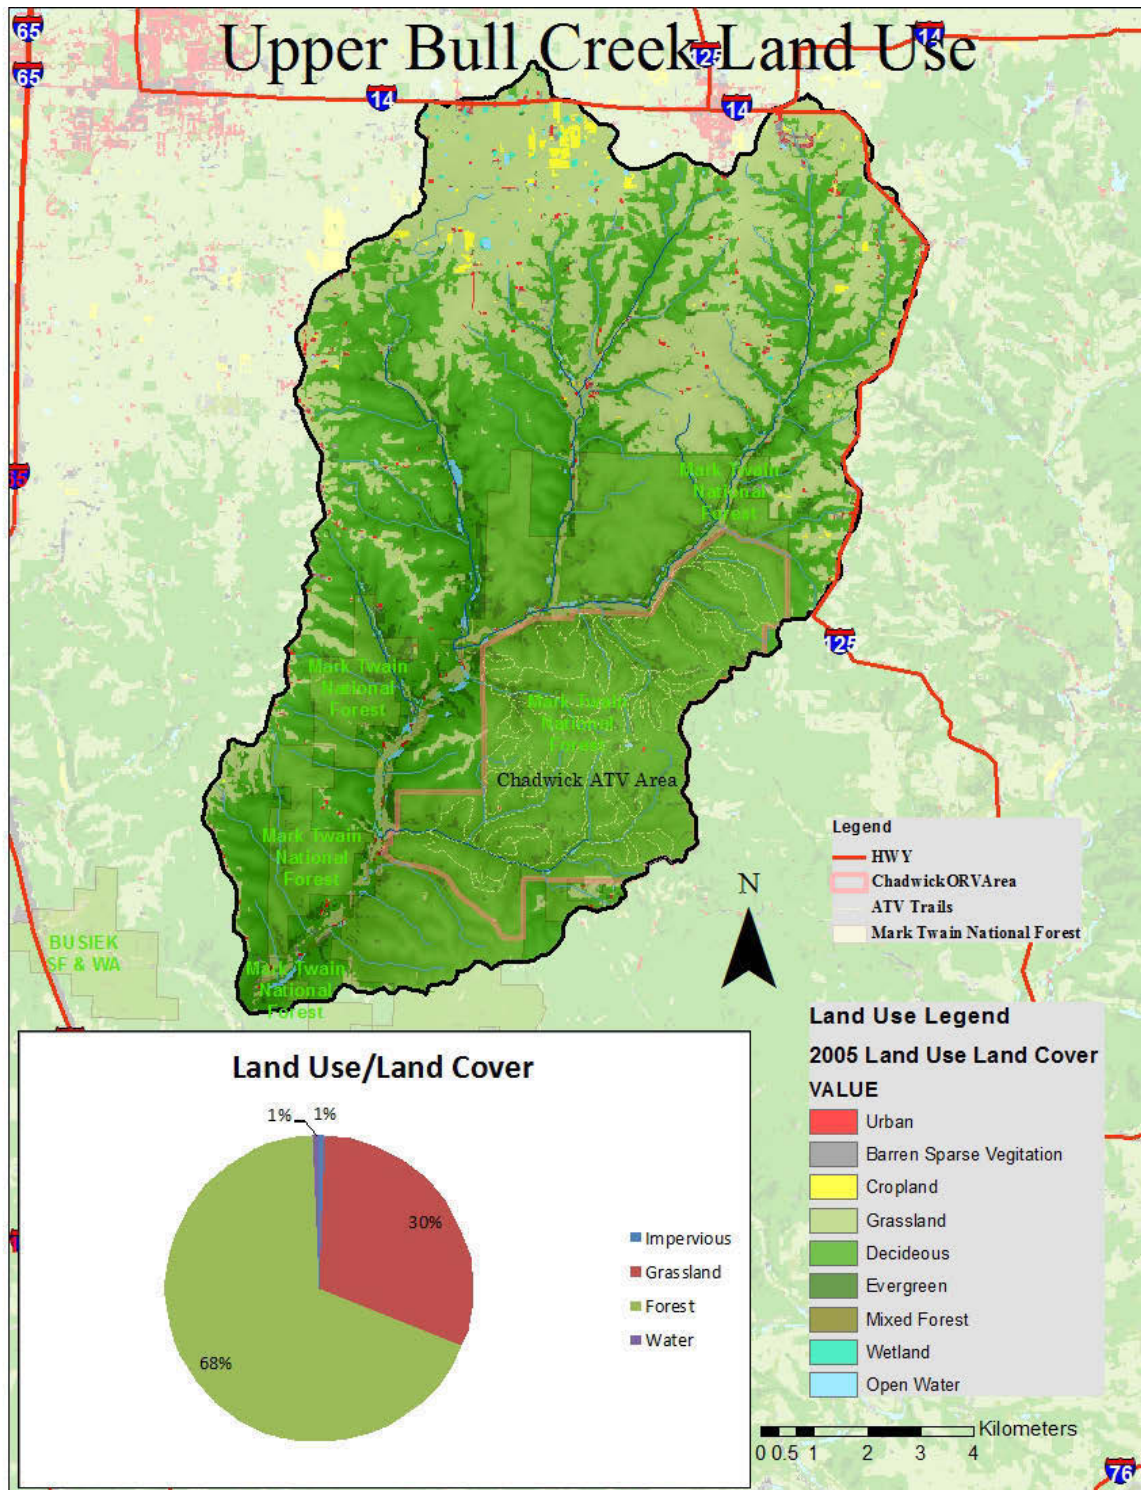 Upper Bull Creek Land Use
65
65
14
125
14
14
65
125
76
Mark Twain
National
Forest
Mark Twain
National
Forest
Mark Twain
National
Forest
Chadwick ATV Area
Mark Twain
National
Forest
Mark Twain
National
Forest
BUSIEK
SF & WA
N
Legend
HWY
ChadwickORVArea
ATV Trails
Mark Twain National Forest
Land Use Legend
2005 Land Use Land Cover
VALUE
Urban
Barren Sparse Vegitation
Cropland
Grassland
Decideous
Evergreen
Mixed Forest
Wetland
Open Water
Kilometers
0 0.5 1 2 3 4
Land Use/Land Cover
1% 1%
30%
68%
Impervious
Grassland
Forest
Water